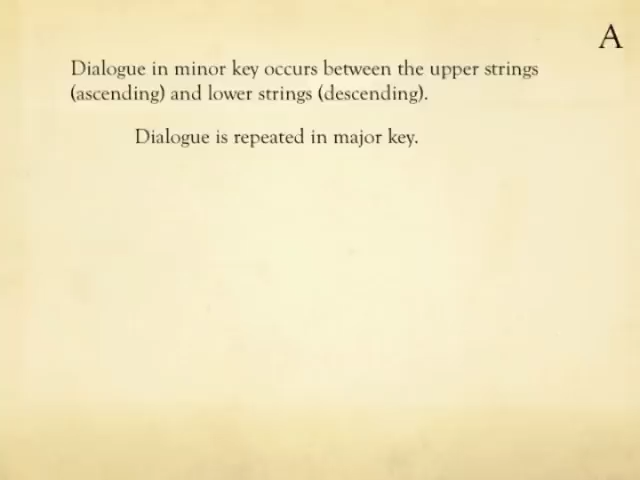 A
Dialogue in minor key occurs between the upper strings
(ascending) and lower strings (descending).
Dialogue is repeated in major key.